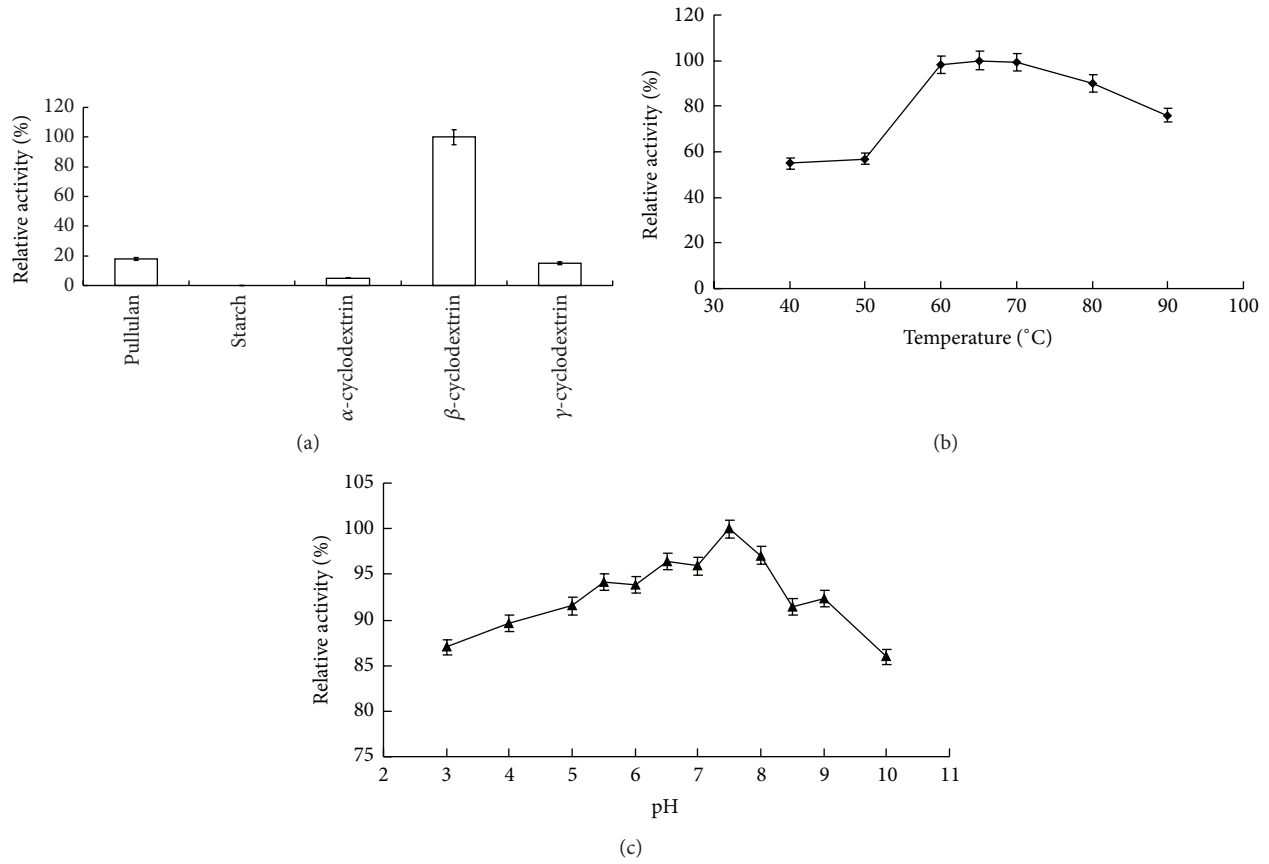 Relative activity (%)
120
100
80
60
40
20
0
Pullulan
Starch
α-cyclodextrin
β-cyclodextrin
γ-cyclodextrin
(a)
Relative activity (%)
120
100
80
60
40
20
0
30 40 50 60 70 80 90 100
Temperature (°C)
(b)
Relative activity (%)
105
100
95
90
85
80
75
2 3 4 5 6 7 8 9 10 11
pH
(c)